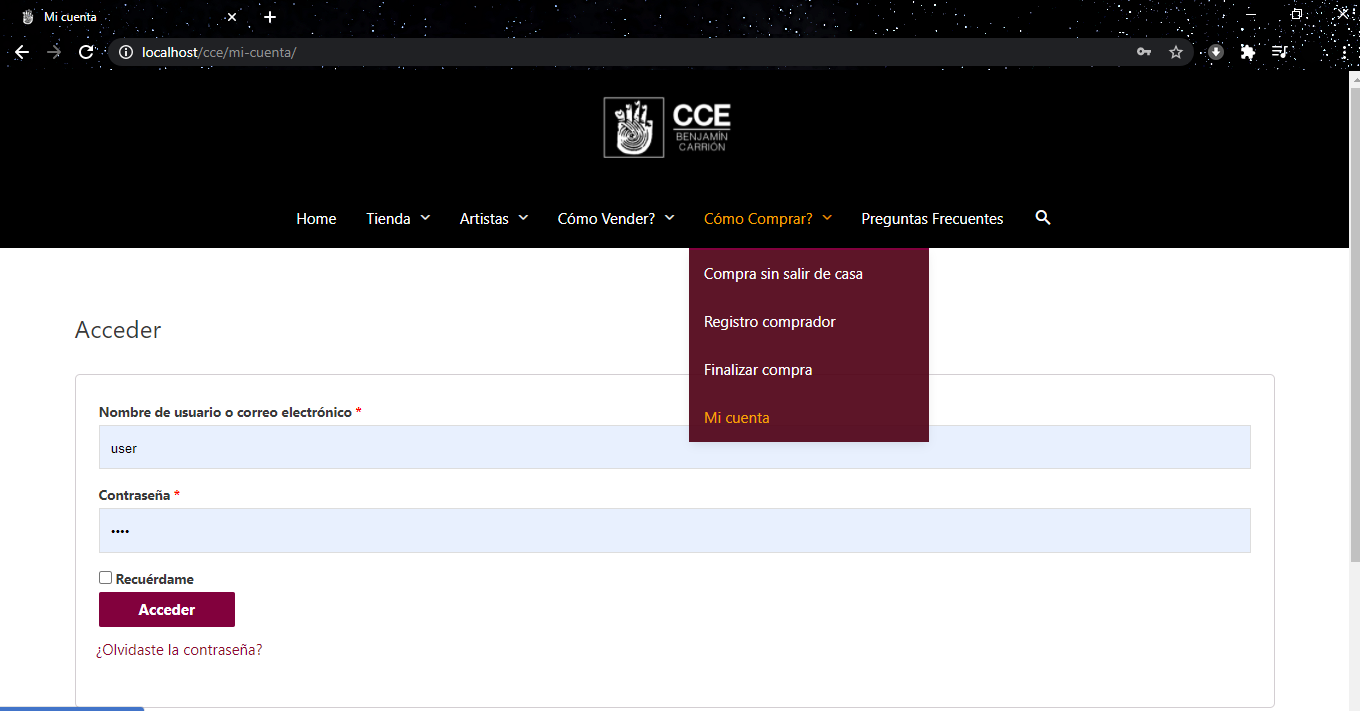 Mi cuenta
localhost/cce/mi-cuenta/
CCE
BENJAMÍN
CARRIÓN
Home Tienda Artistas Cómo Vender? Cómo Comprar? Preguntas Frecuentes
Compra sin salir de casa
Registro comprador
Finalizar compra
Mi cuenta
Acceder
Nombre de usuario o correo electrónico *
user
Contraseña *
••••
Recuérdame
Acceder
¿Olvidaste la contraseña?